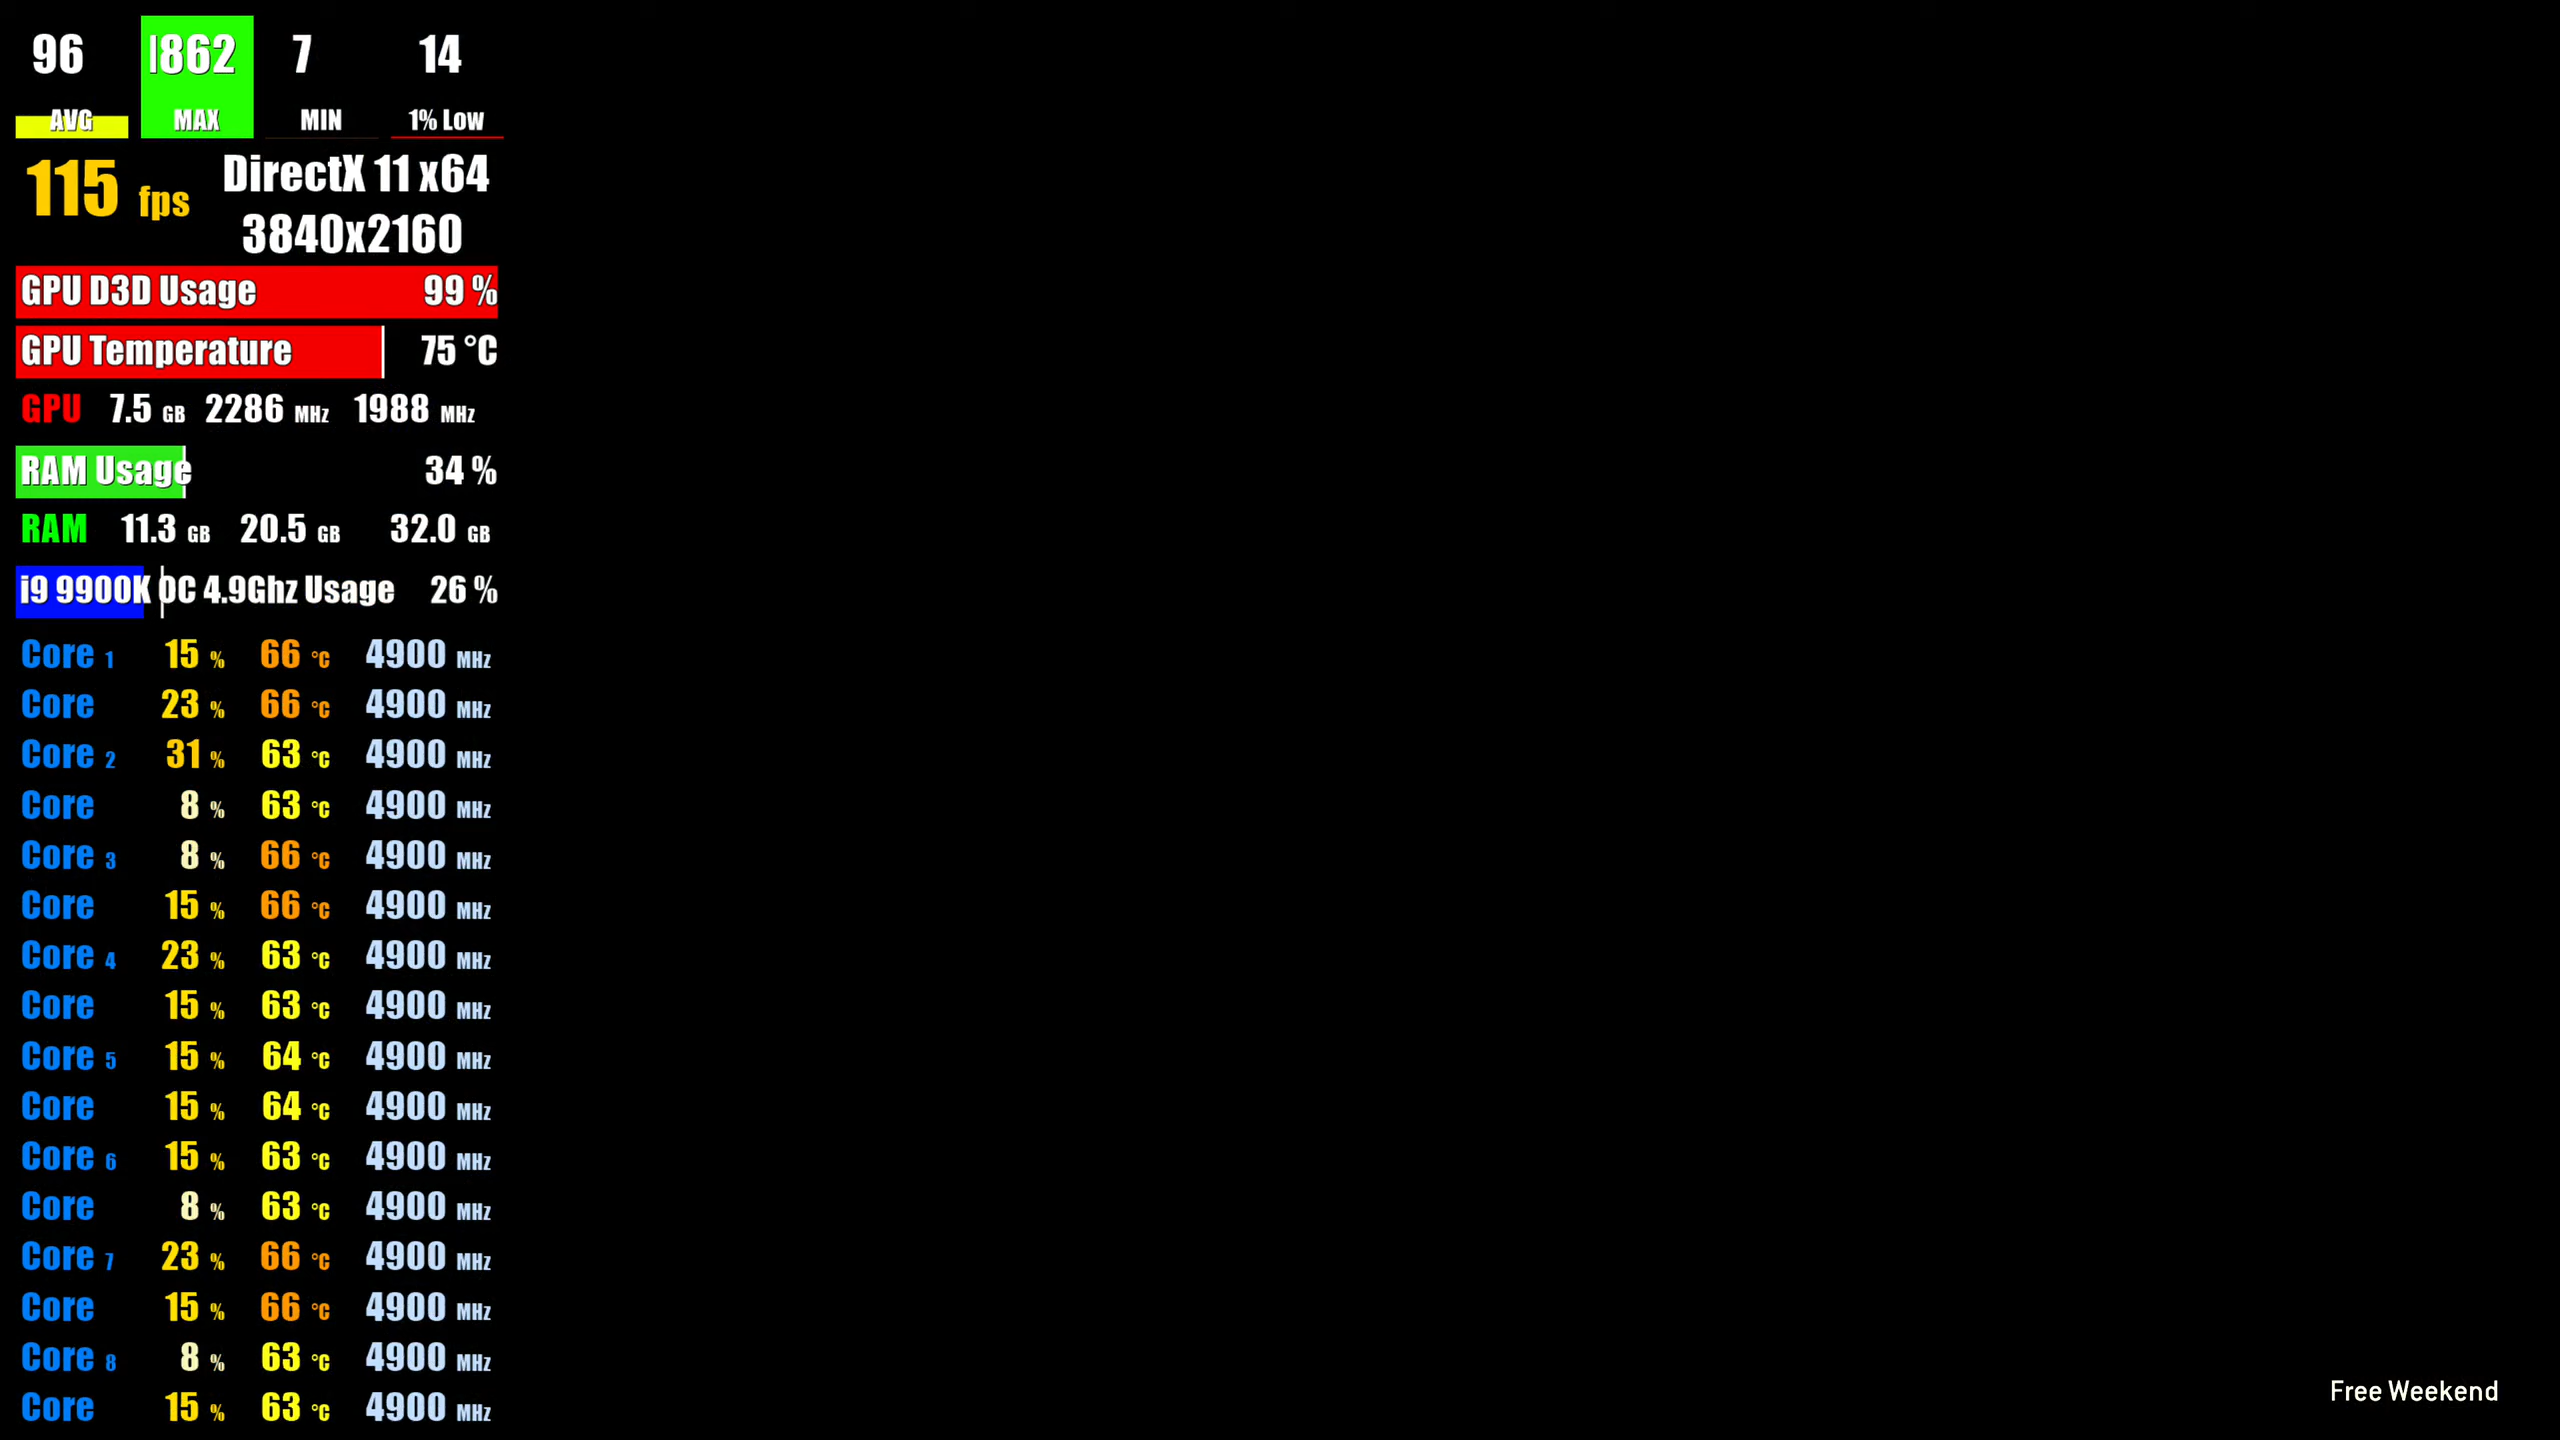 96 862 7 14
AVG MAX MIN 1% Low
115 fps DirectX 11 x64
3840x2160
GPU D3D Usage 99 %
GPU Temperature 75 °C
GPU 7.5 GB 2286 MHz 1988 MHz
RAM Usage 34 %
RAM 11.3 GB 20.5 GB 32.0 GB
i9 9900K OC 4.9Ghz Usage 26 %
Core 1 15 % 66 °C 4900 MHz
Core 23 % 66 °C 4900 MHz
Core 2 31 % 63 °C 4900 MHz
Core 8 % 63 °C 4900 MHz
Core 3 8 % 66 °C 4900 MHz
Core 15 % 66 °C 4900 MHz
Core 4 23 % 63 °C 4900 MHz
Core 15 % 63 °C 4900 MHz
Core 5 15 % 64 °C 4900 MHz
Core 15 % 64 °C 4900 MHz
Core 6 15 % 63 °C 4900 MHz
Core 8 % 63 °C 4900 MHz
Core 7 23 % 66 °C 4900 MHz
Core 15 % 66 °C 4900 MHz
Core 8 8 % 63 °C 4900 MHz
Core 15 % 63 °C 4900 MHz
Free Weekend